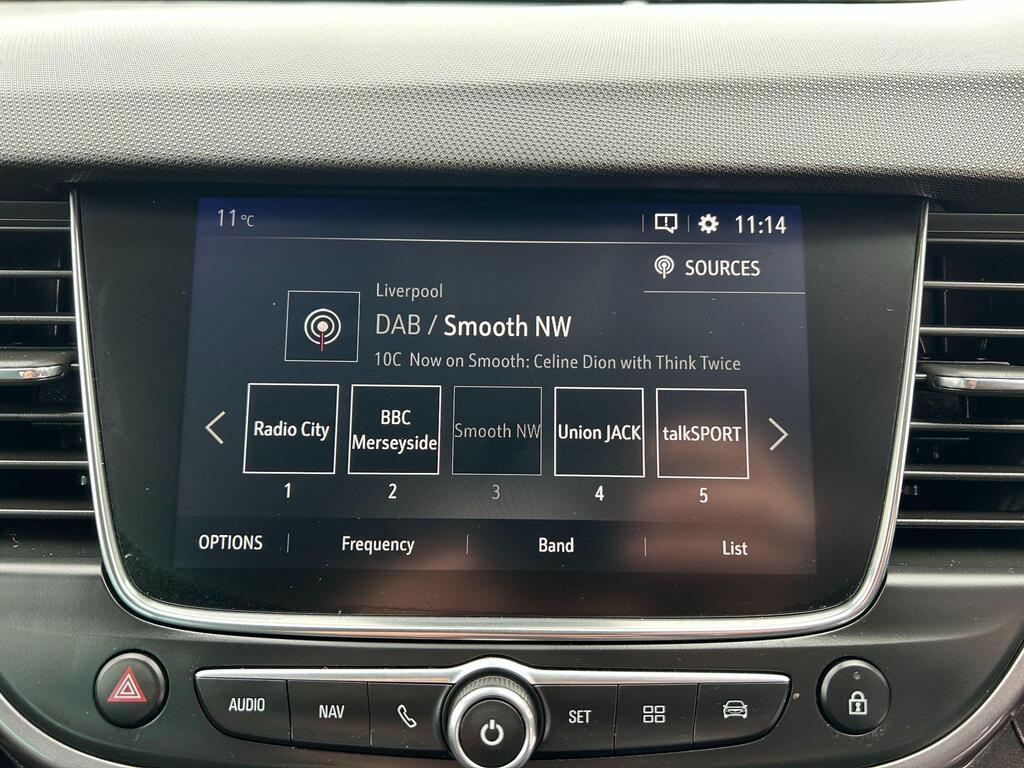 11 °C
11:14
SOURCES
Liverpool
DAB / Smooth NW
10C Now on Smooth: Celine Dion with Think Twice
Radio City
BBC
Merseyside
Smooth NW
Union JACK
talkSPORT
1 2 3 4 5
OPTIONS Frequency Band List
AUDIO NAV SET